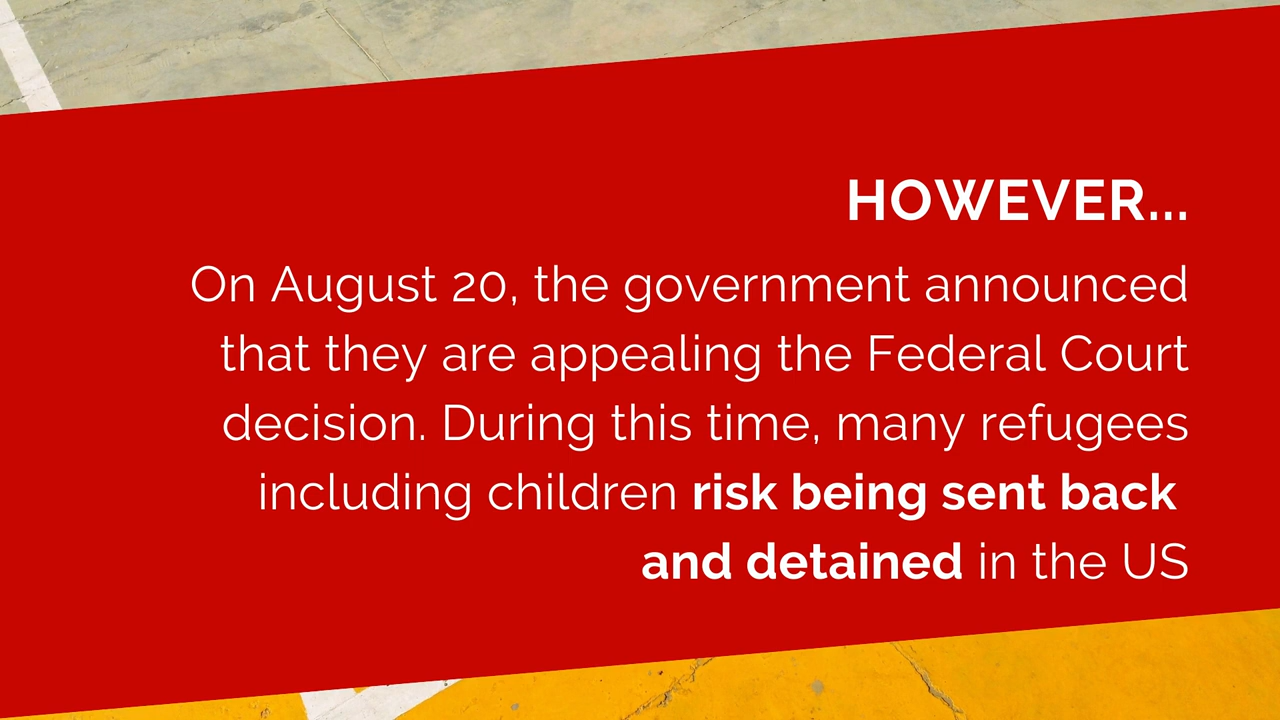 HOWEVER...
On August 20, the government announced
that they are appealing the Federal Court
decision. During this time, many refugees
including children risk being sent back
and detained in the US